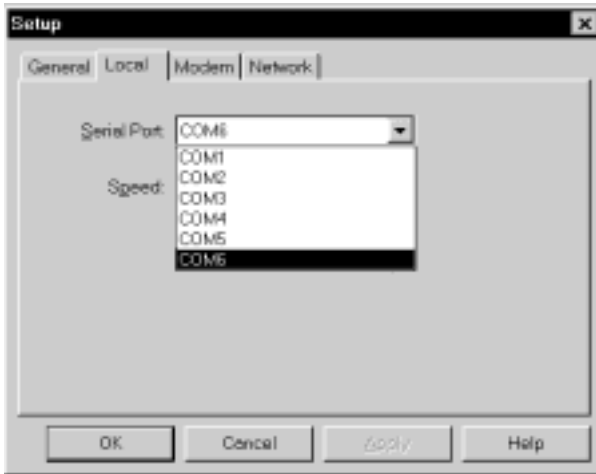 Setup
General Local Modem Network
Serial Port: COM6
COM1
COM2
Speed:
COM3
COM4
COM5
COM6
OK Cancel Apply Help